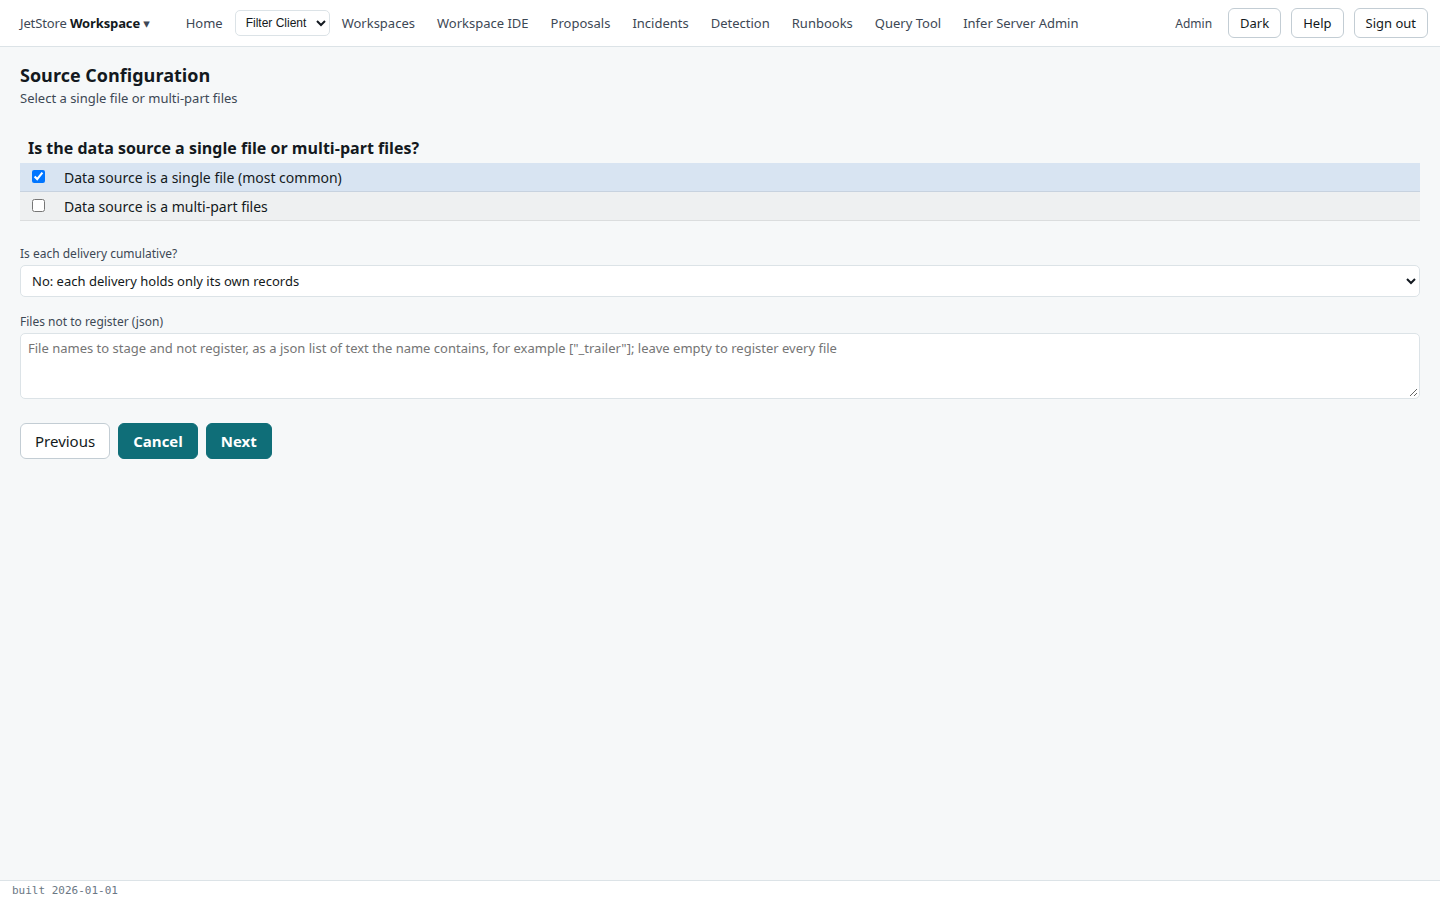 JetStore Workspace ▾ Home Filter Client Workspaces Workspace IDE Proposals Incidents Detection Runbooks Query Tool Infer Server Admin Admin Dark Help Sign out
Source Configuration
Select a single file or multi-part files
Is the data source a single file or multi-part files?
Data source is a single file (most common)
Data source is a multi-part files
Is each delivery cumulative?
No: each delivery holds only its own records
Files not to register (json)
File names to stage and not register, as a json list of text the name contains, for example ["_trailer"]; leave empty to register every file
Previous Cancel Next
built 2026-01-01